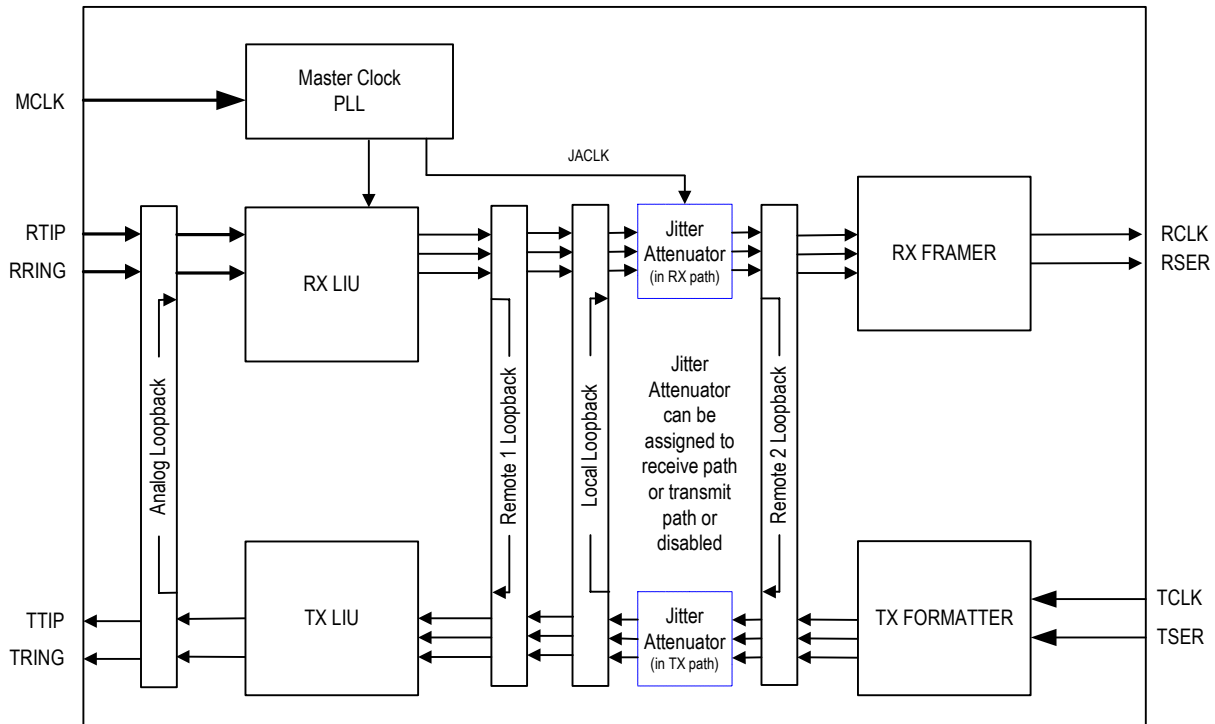 Master Clock
PLL
MCLK
JACLK
RTIP
RRING
RX LIU
Jitter
Attenuator
(in RX path)
RX FRAMER
RCLK
RSER
Analog Loopback
Remote 1 Loopback
Local Loopback
Jitter
Attenuator
can be
assigned to
receive path
or transmit
path or
disabled
Remote 2 Loopback
TTIP
TRING
TX LIU
Jitter
Attenuator
(in TX path)
TX FORMATTER
TCLK
TSER